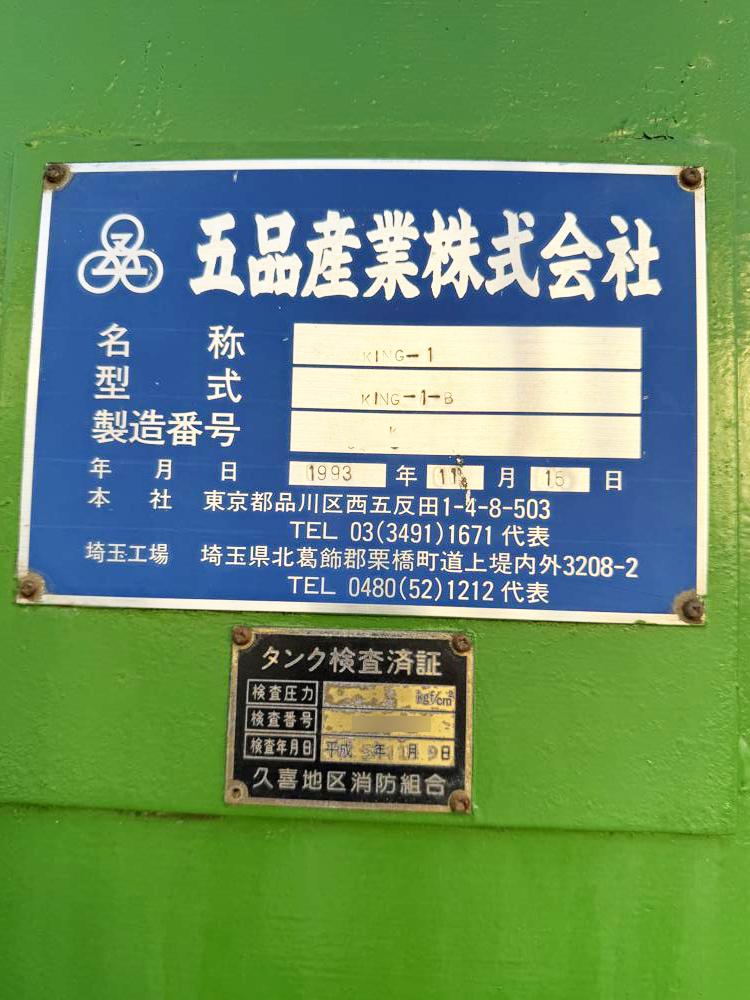 五品産業株式会社
名称 KING-1
型式 KING-1-B
製造番号 K
年月日 1993 年 11 月 15 日
本社 東京都品川区西五反田1-4-8-503
TEL 03(3491)1671 代表
埼玉工場 埼玉県北葛飾郡栗橋町道上堤内外3208-2
TEL 0480(52)1212 代表
タンク検査済証
検査圧力 kgf/cm²
検査番号
検査年月日 平成 5年11月 9日
久喜地区消防組合